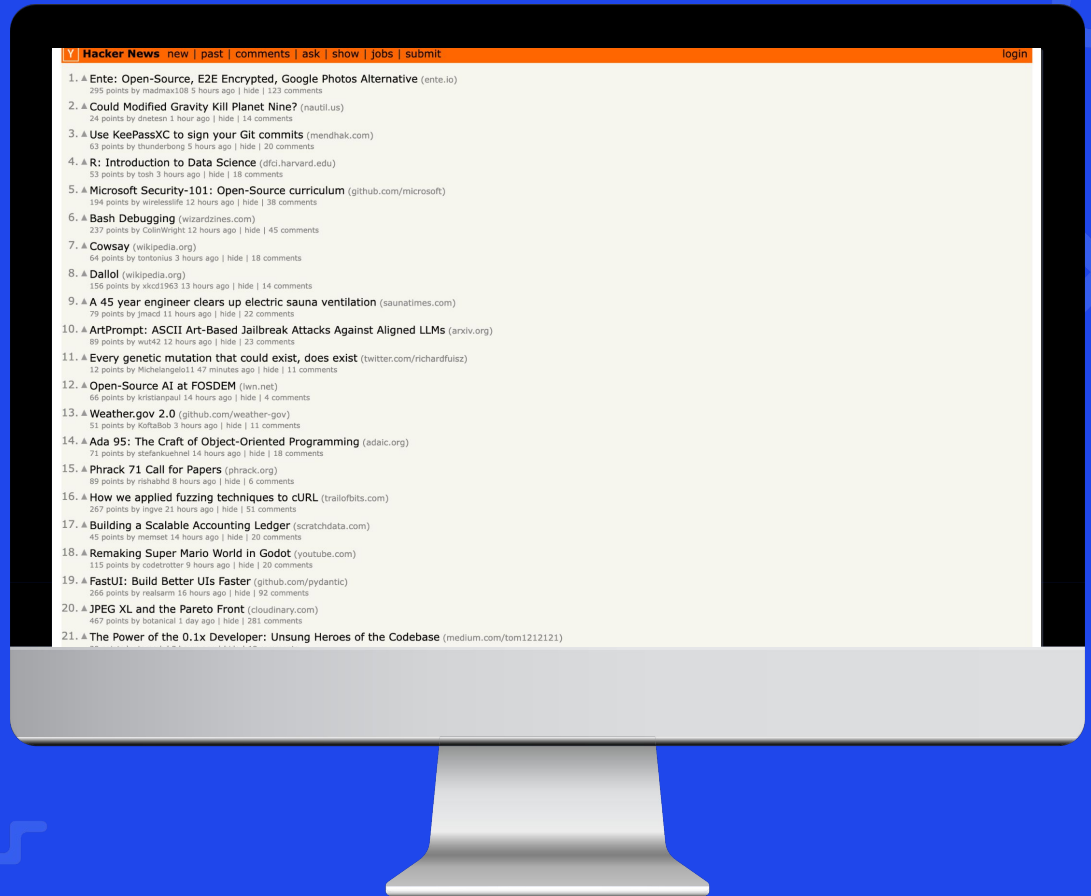 Y Hacker News new | past | comments | ask | show | jobs | submit login
1. ▲ Ente: Open-Source, E2E Encrypted, Google Photos Alternative (ente.io)
295 points by madmax108 5 hours ago | hide | 123 comments
2. ▲ Could Modified Gravity Kill Planet Nine? (nautil.us)
24 points by dnetesn 1 hour ago | hide | 14 comments
3. ▲ Use KeePassXC to sign your Git commits (mendhak.com)
63 points by thunderbong 5 hours ago | hide | 20 comments
4. ▲ R: Introduction to Data Science (dfci.harvard.edu)
53 points by tosh 3 hours ago | hide | 18 comments
5. ▲ Microsoft Security-101: Open-Source curriculum (github.com/microsoft)
194 points by wirelesslife 12 hours ago | hide | 38 comments
6. ▲ Bash Debugging (wizardzines.com)
237 points by ColinWright 12 hours ago | hide | 45 comments
7. ▲ Cowsay (wikipedia.org)
64 points by tontonius 3 hours ago | hide | 18 comments
8. ▲ Dallol (wikipedia.org)
156 points by xkcd1963 13 hours ago | hide | 14 comments
9. ▲ A 45 year engineer clears up electric sauna ventilation (saunatimes.com)
79 points by jmacd 11 hours ago | hide | 22 comments
10. ▲ ArtPrompt: ASCII Art-Based Jailbreak Attacks Against Aligned LLMs (arxiv.org)
89 points by wut42 12 hours ago | hide | 23 comments
11. ▲ Every genetic mutation that could exist, does exist (twitter.com/richardfuisz)
12 points by Michelangelo11 47 minutes ago | hide | 11 comments
12. ▲ Open-Source AI at FOSDEM (lwn.net)
66 points by kristianpaul 14 hours ago | hide | 4 comments
13. ▲ Weather.gov 2.0 (github.com/weather-gov)
51 points by KoftaBob 3 hours ago | hide | 11 comments
14. ▲ Ada 95: The Craft of Object-Oriented Programming (adaic.org)
71 points by stefankuehnel 14 hours ago | hide | 18 comments
15. ▲ Phrack 71 Call for Papers (phrack.org)
89 points by rishabhd 8 hours ago | hide | 6 comments
16. ▲ How we applied fuzzing techniques to cURL (trailofbits.com)
267 points by ingve 21 hours ago | hide | 51 comments
17. ▲ Building a Scalable Accounting Ledger (scratchdata.com)
45 points by memset 14 hours ago | hide | 20 comments
18. ▲ Remaking Super Mario World in Godot (youtube.com)
115 points by codetrotter 9 hours ago | hide | 20 comments
19. ▲ FastUI: Build Better UIs Faster (github.com/pydantic)
266 points by realsarm 16 hours ago | hide | 92 comments
20. ▲ JPEG XL and the Pareto Front (cloudinary.com)
467 points by botanical 1 day ago | hide | 281 comments
21. ▲ The Power of the 0.1x Developer: Unsung Heroes of the Codebase (medium.com/tom1212121)